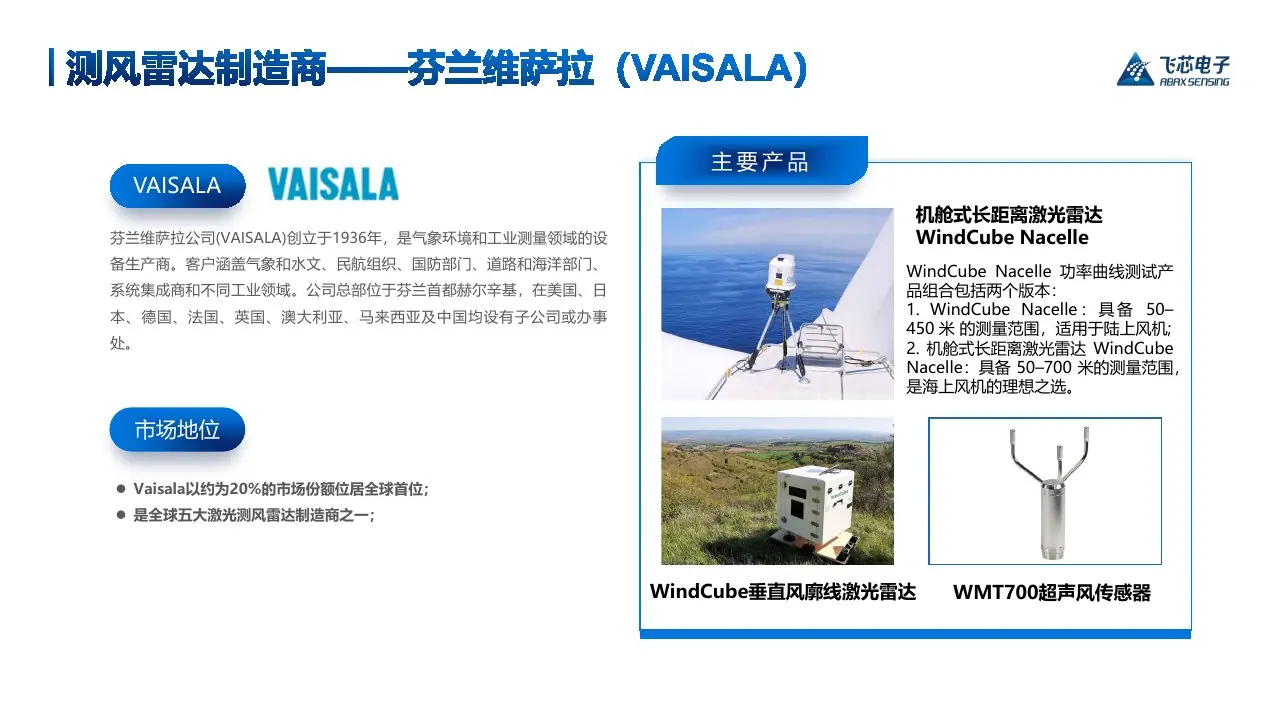 测风雷达制造商——芬兰维萨拉（VAISALA）
飞芯电子
ABAXSENSING
VAISALA
VAISALA
芬兰维萨拉公司(VAISALA)创立于1936年，是气象环境和工业测量领域的设
备生产商。客户涵盖气象和水文、民航组织、国防部门、道路和海洋部门、
系统集成商和不同工业领域。公司总部位于芬兰首都赫尔辛基，在美国、日
本、德国、法国、英国、澳大利亚、马来西亚及中国均设有子公司或办事
处。
市场地位
● Vaisala以约为20%的市场份额位居全球首位；
● 是全球五大激光测风雷达制造商之一；
主要产品
机舱式长距离激光雷达
WindCube Nacelle
WindCube Nacelle 功率曲线测试产
品组合包括两个版本：
1. WindCube Nacelle：具备 50–
450 米 的测量范围，适用于陆上风机;
2. 机舱式长距离激光雷达 WindCube
Nacelle：具备 50–700 米的测量范围，
是海上风机的理想之选。
WindCube
WindCube垂直风廓线激光雷达
WMT700超声风传感器